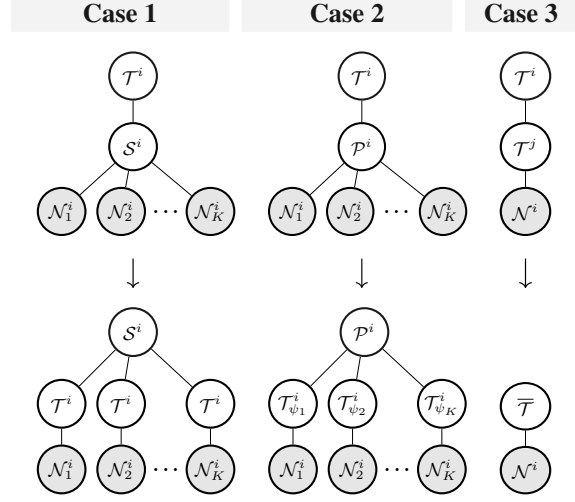 Case 1 Case 2 Case 3
𝒯^i 𝒯^i 𝒯^i
𝒮^i 𝒫^i 𝒯^j
𝒩_1^i 𝒩_2^i ⋯ 𝒩_K^i 𝒩_1^i 𝒩_2^i ⋯ 𝒩_K^i 𝒩^i
↓ ↓ ↓
𝒮^i 𝒫^i
𝒯^i 𝒯^i 𝒯^i 𝒯_{ψ_1}^i 𝒯_{ψ_2}^i 𝒯_{ψ_K}^i \overline{𝒯}
𝒩_1^i 𝒩_2^i ⋯ 𝒩_K^i 𝒩_1^i 𝒩_2^i ⋯ 𝒩_K^i 𝒩^i